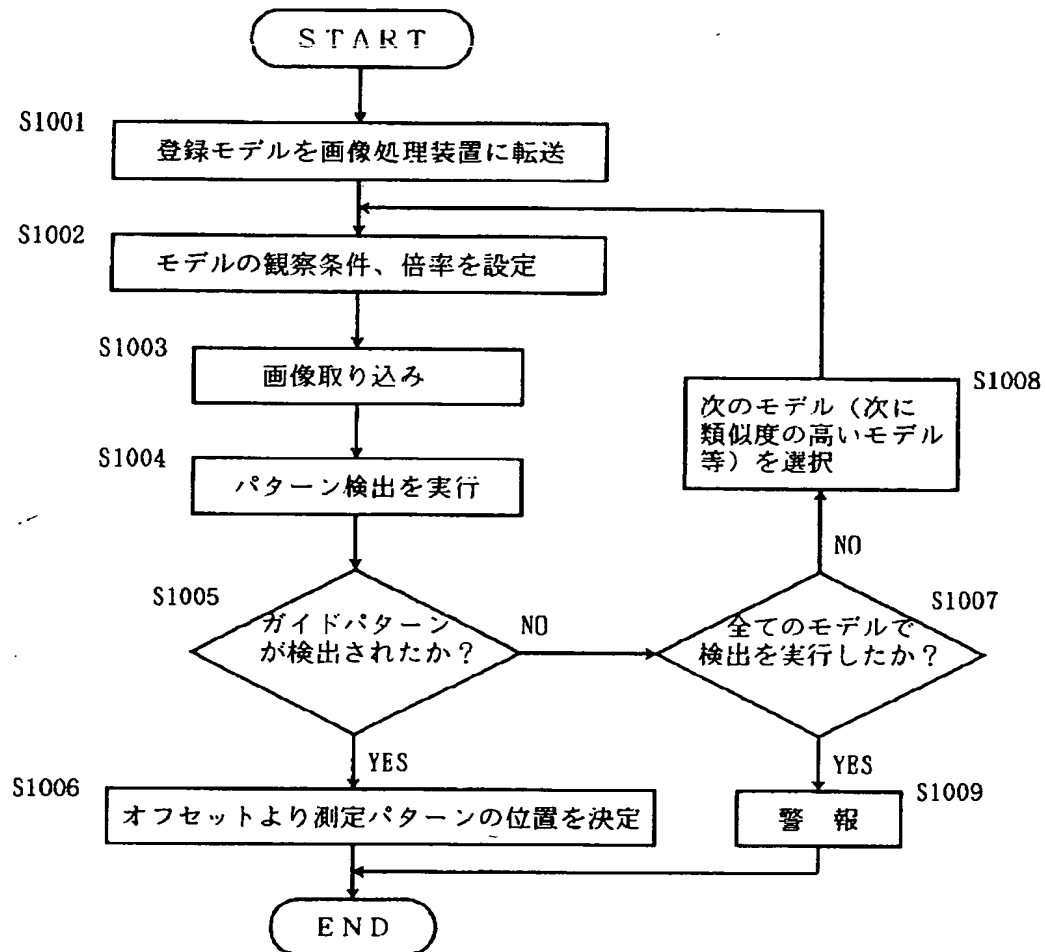 START
S1001
登録モデルを画像処理装置に転送
S1002
モデルの観察条件、倍率を設定
S1003
画像取り込み
S1004
パターン検出を実行
S1005
ガイドパターン
が検出されたか？
NO
YES
S1006
オフセットより測定パターンの位置を決定
S1007
全てのモデルで
検出を実行したか？
NO
S1008
次のモデル（次に
類似度の高いモデル
等）を選択
YES
S1009
警 報
END